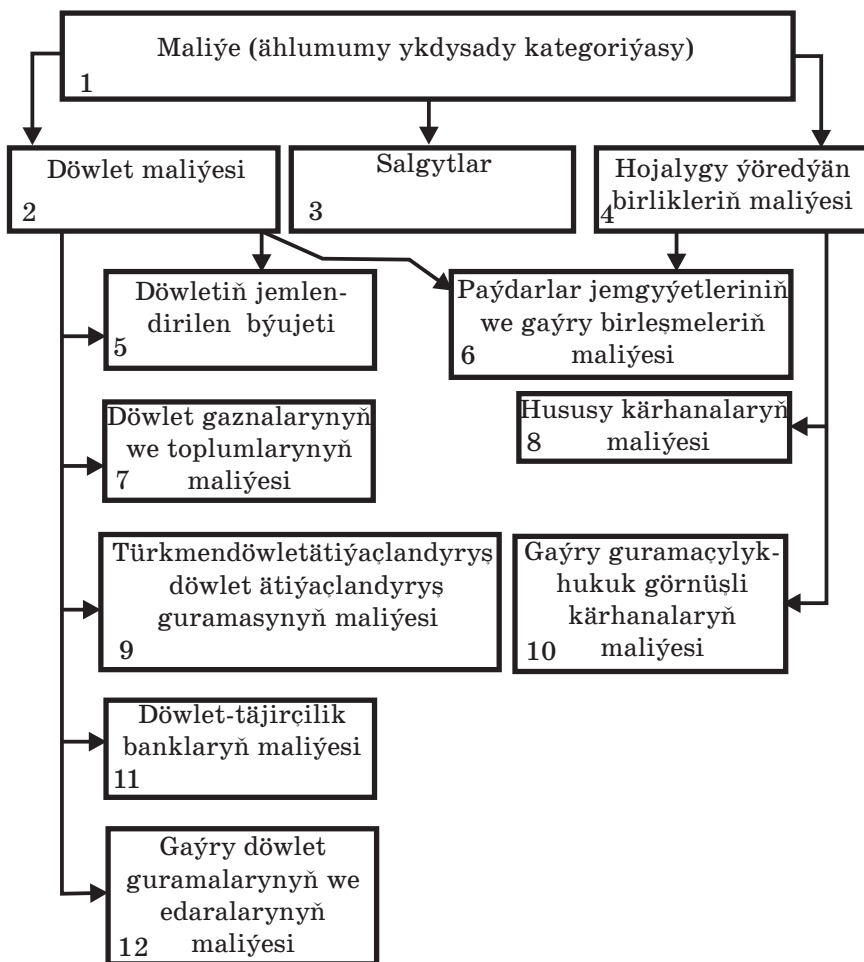 Maliýe (ählumumy ykdysady kategoriýasy)
1
Döwlet maliýesi
2
Salgytlar
3
Hojalygy ýöredýän
birlikleriň maliýesi
4
Döwletiň jemlen-
dirilen býujeti
5
Paýdarlar jemgyýetleriniň
we gaýry birleşmeleriň
maliýesi
6
Döwlet gaznalarynyň
we toplumlarynyň
maliýesi
7
Hususy kärhanalaryň
maliýesi
8
Türkmendöwletätiýaçlandyryş
döwlet ätiýaçlandyryş
guramasynyň maliýesi
9
Gaýry guramaçylyk-
hukuk görnüşli
kärhanalaryň
maliýesi
10
Döwlet-täjirçilik
banklaryň maliýesi
11
Gaýry döwlet
guramalarynyň we
edaralarynyň
maliýesi
12